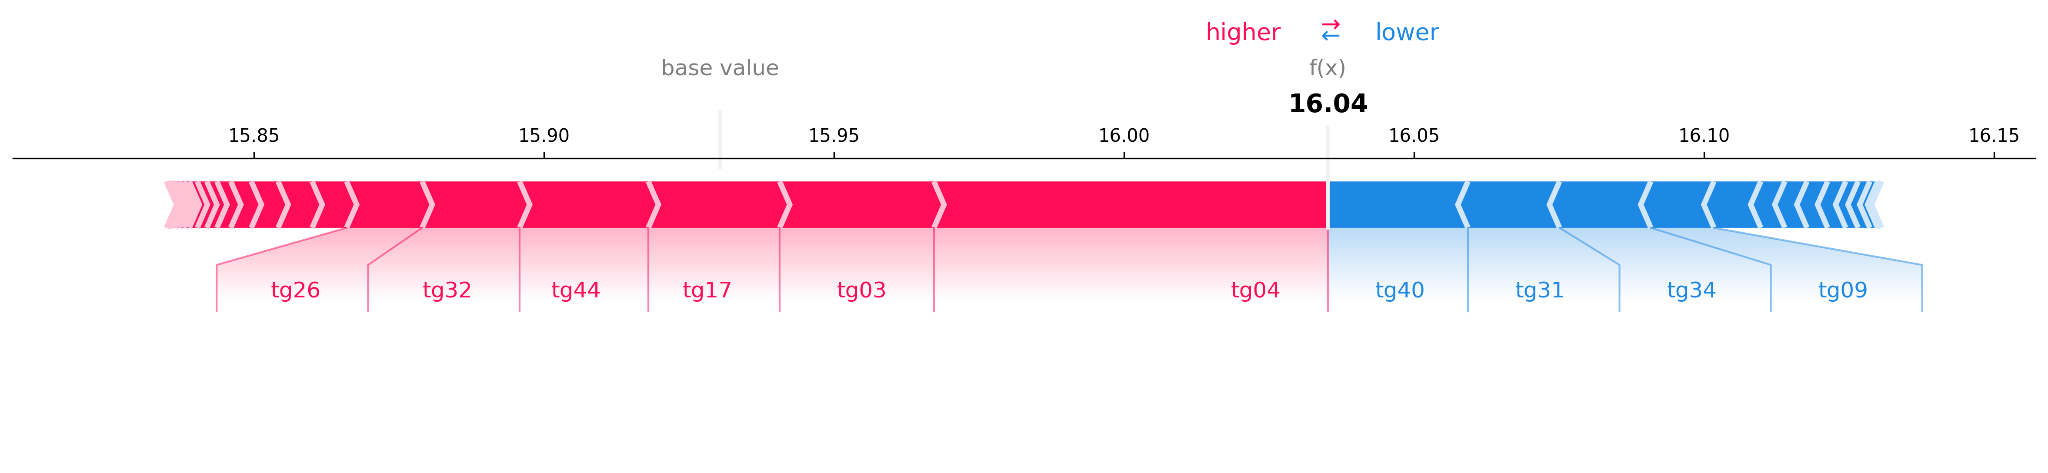 higher ⇄ lower
base value f(x)
16.04
15.85 15.90 15.95 16.00 16.05 16.10 16.15
tg26 tg32 tg44 tg17 tg03 tg04 tg40 tg31 tg34 tg09